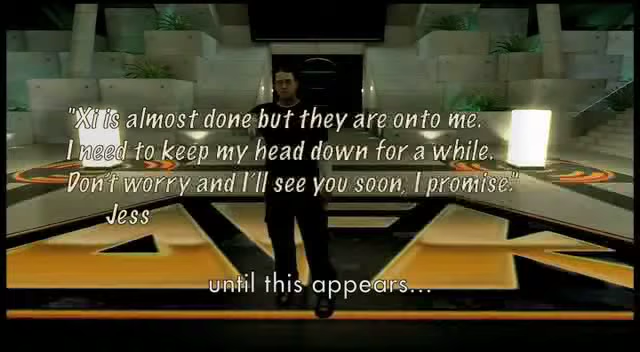 "Xi is almost done but they are onto me.
I need to keep my head down for a while.
Don't worry and I'll see you soon, I promise."
Jess
until this appears...